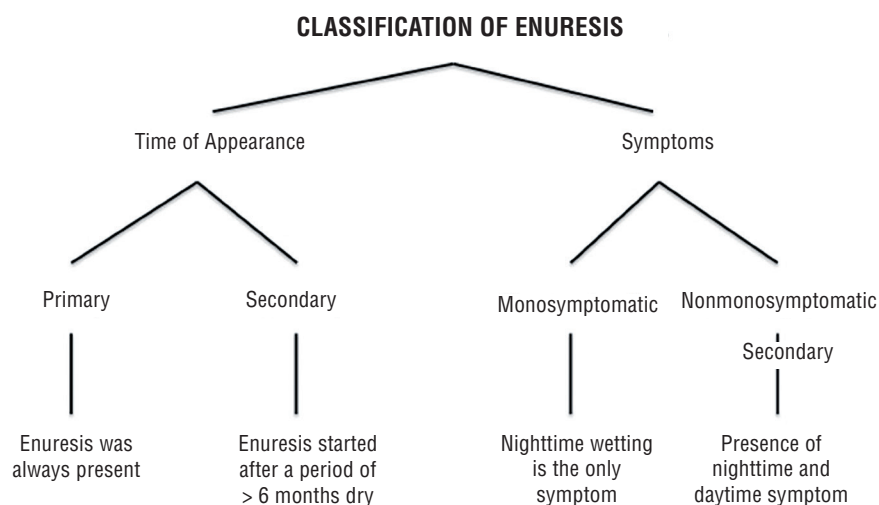 CLASSIFICATION OF ENURESIS
Time of Appearance
Symptoms
Primary
Secondary
Monosymptomatic
Nonmonosymptomatic
Secondary
Enuresis was
always present
Enuresis started
after a period of
> 6 months dry
Nighttime wetting
is the only
symptom
Presence of
nighttime and
daytime symptom